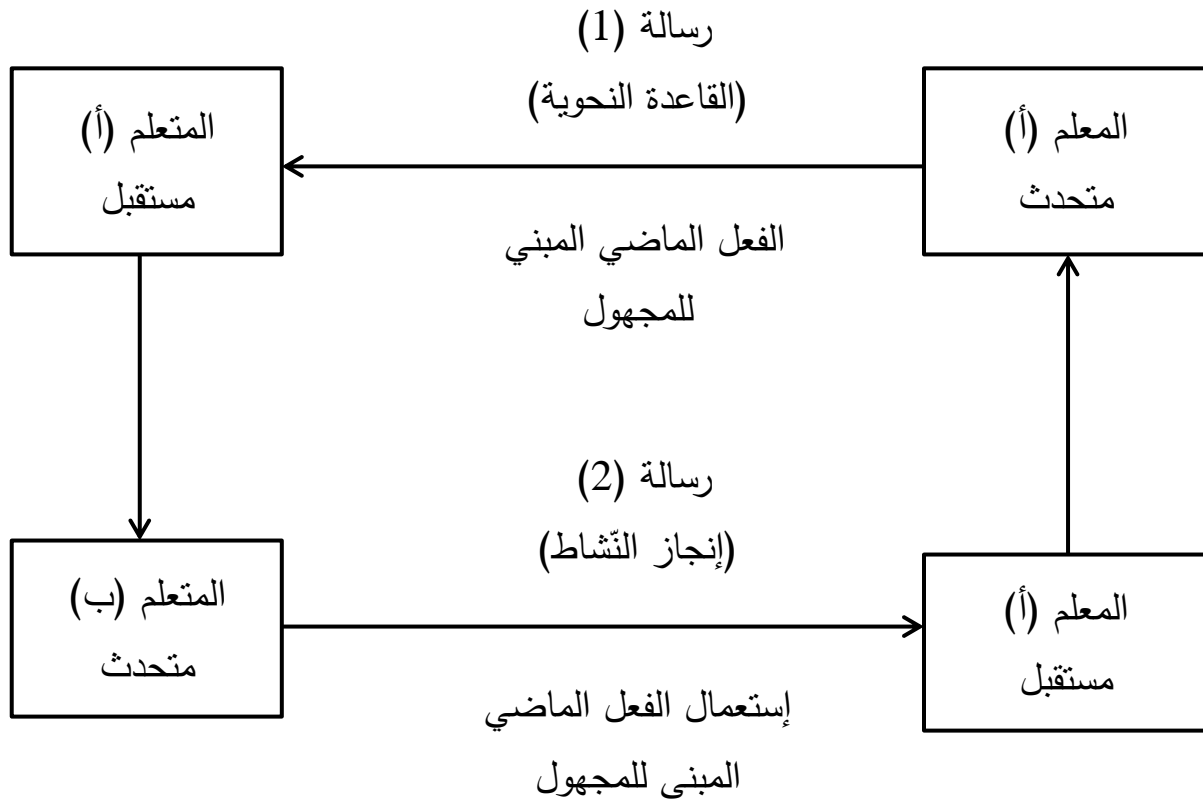 رسالة (1)
(القاعدة النحوية)
المعلم (أ)
متحدث
المتعلم (أ)
مستقبل
الفعل الماضي المبني
للمجهول
رسالة (2)
(إنجاز النّشاط)
المعلم (أ)
مستقبل
المتعلم (ب)
متحدث
إستعمال الفعل الماضي
المبني للمجهول